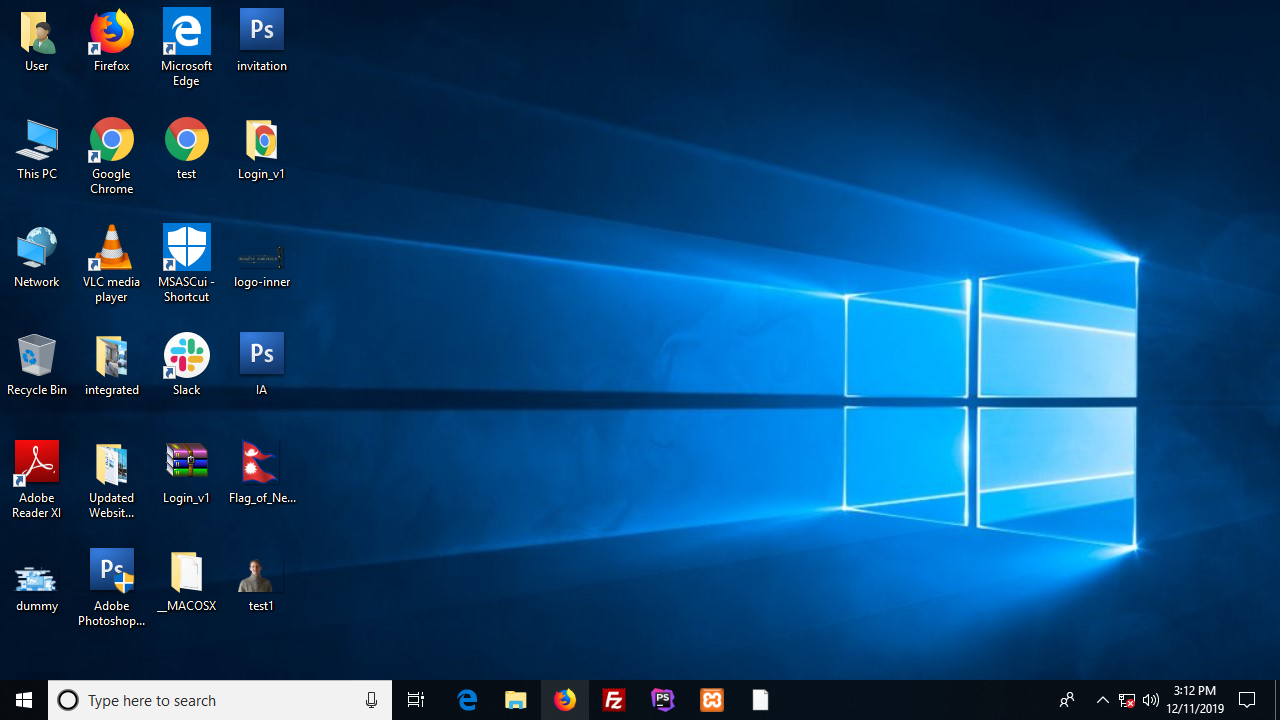 User
Firefox
Microsoft
Edge
Ps
invitation
This PC
Google
Chrome
test
Login_v1
Network
VLC media
player
MSASCui -
Shortcut
logo-inner
Recycle Bin
integrated
Slack
Ps
IA
Adobe
Reader XI
Updated
Websit...
Login_v1
Flag_of_Ne...
dummy
Ps
Adobe
Photoshop...
__MACOSX
test1
Type here to search
Fz
PS
3:12 PM
12/11/2019